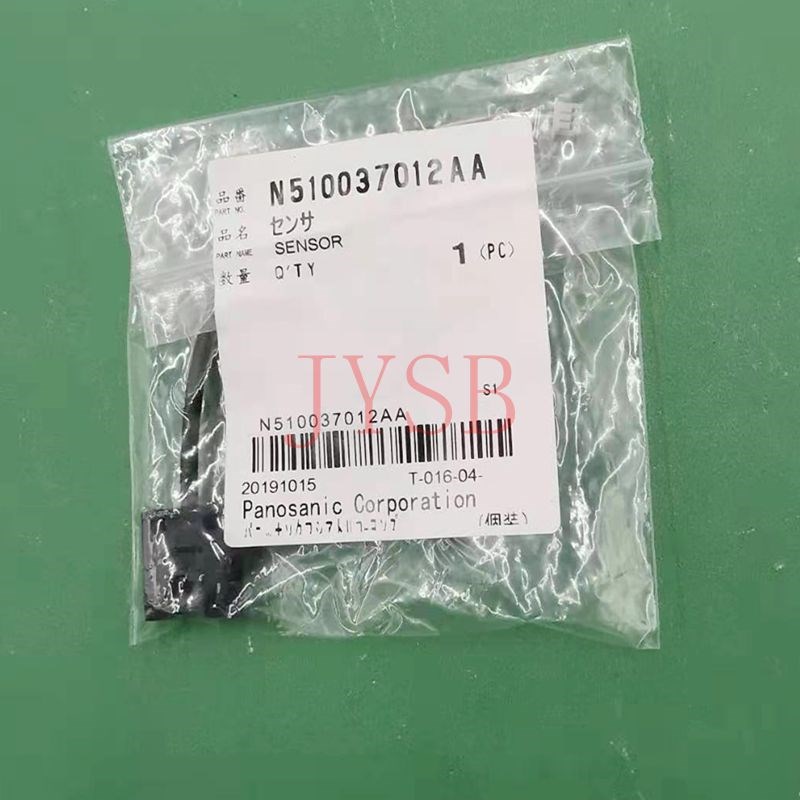 品番 N510037012AA
PART NO.
品名 センサ
PART NAME SENSOR
数量 Q'TY 1 (PC)
JYSB
S1
N510037012AA
20191015 T-016-04-
Panosanic Corporation
(個装)